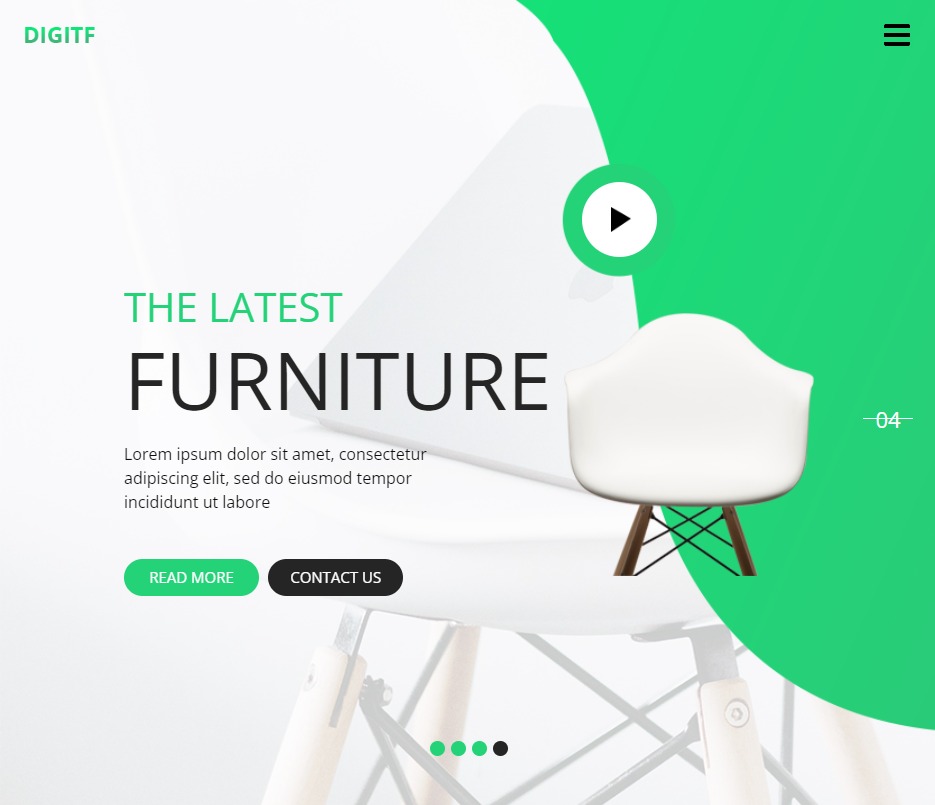 DIGITF
THE LATEST
FURNITURE
Lorem ipsum dolor sit amet, consectetur
adipiscing elit, sed do eiusmod tempor
incididunt ut labore
04
READ MORE
CONTACT US